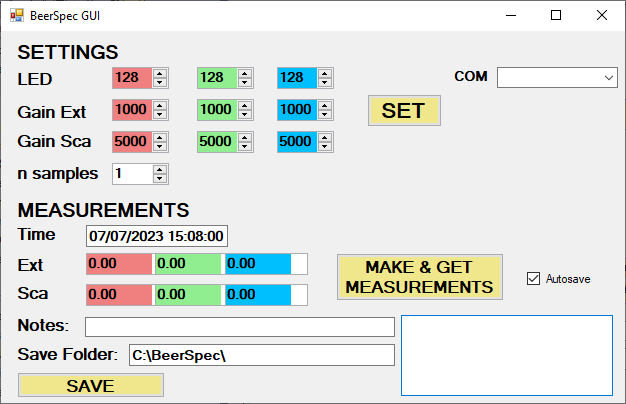 BeerSpec GUI
SETTINGS
LED 128 128 128 COM
Gain Ext 1000 1000 1000 SET
Gain Sca 5000 5000 5000
n samples 1
MEASUREMENTS
Time 07/07/2023 15:08:00
Ext 0.00 0.00 0.00
MAKE & GET
MEASUREMENTS
Autosave
Sca 0.00 0.00 0.00
Notes:
Save Folder: C:\BeerSpec\
SAVE